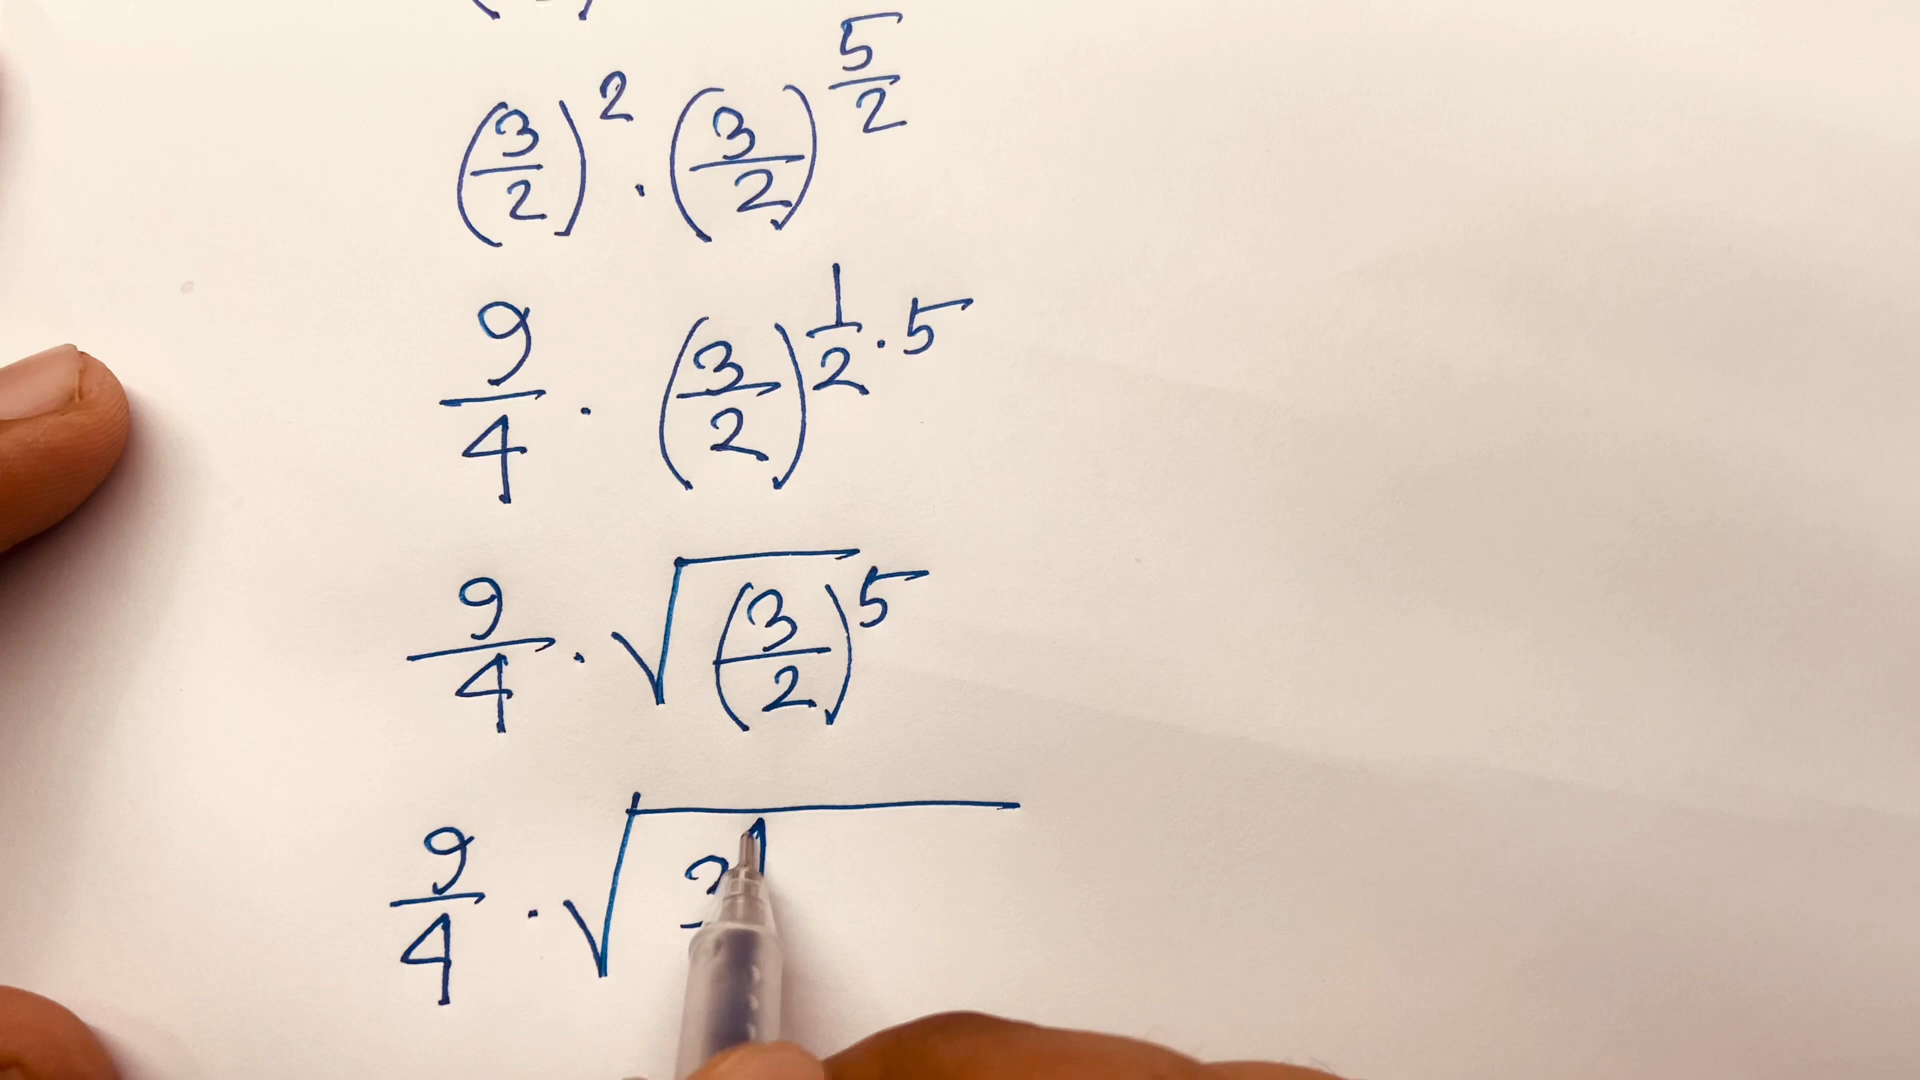 (3/2)^2 · (3/2)^(5/2)
9/4 · (3/2)^(1/2 · 5)
9/4 · √(3/2)^5
9/4 · √3